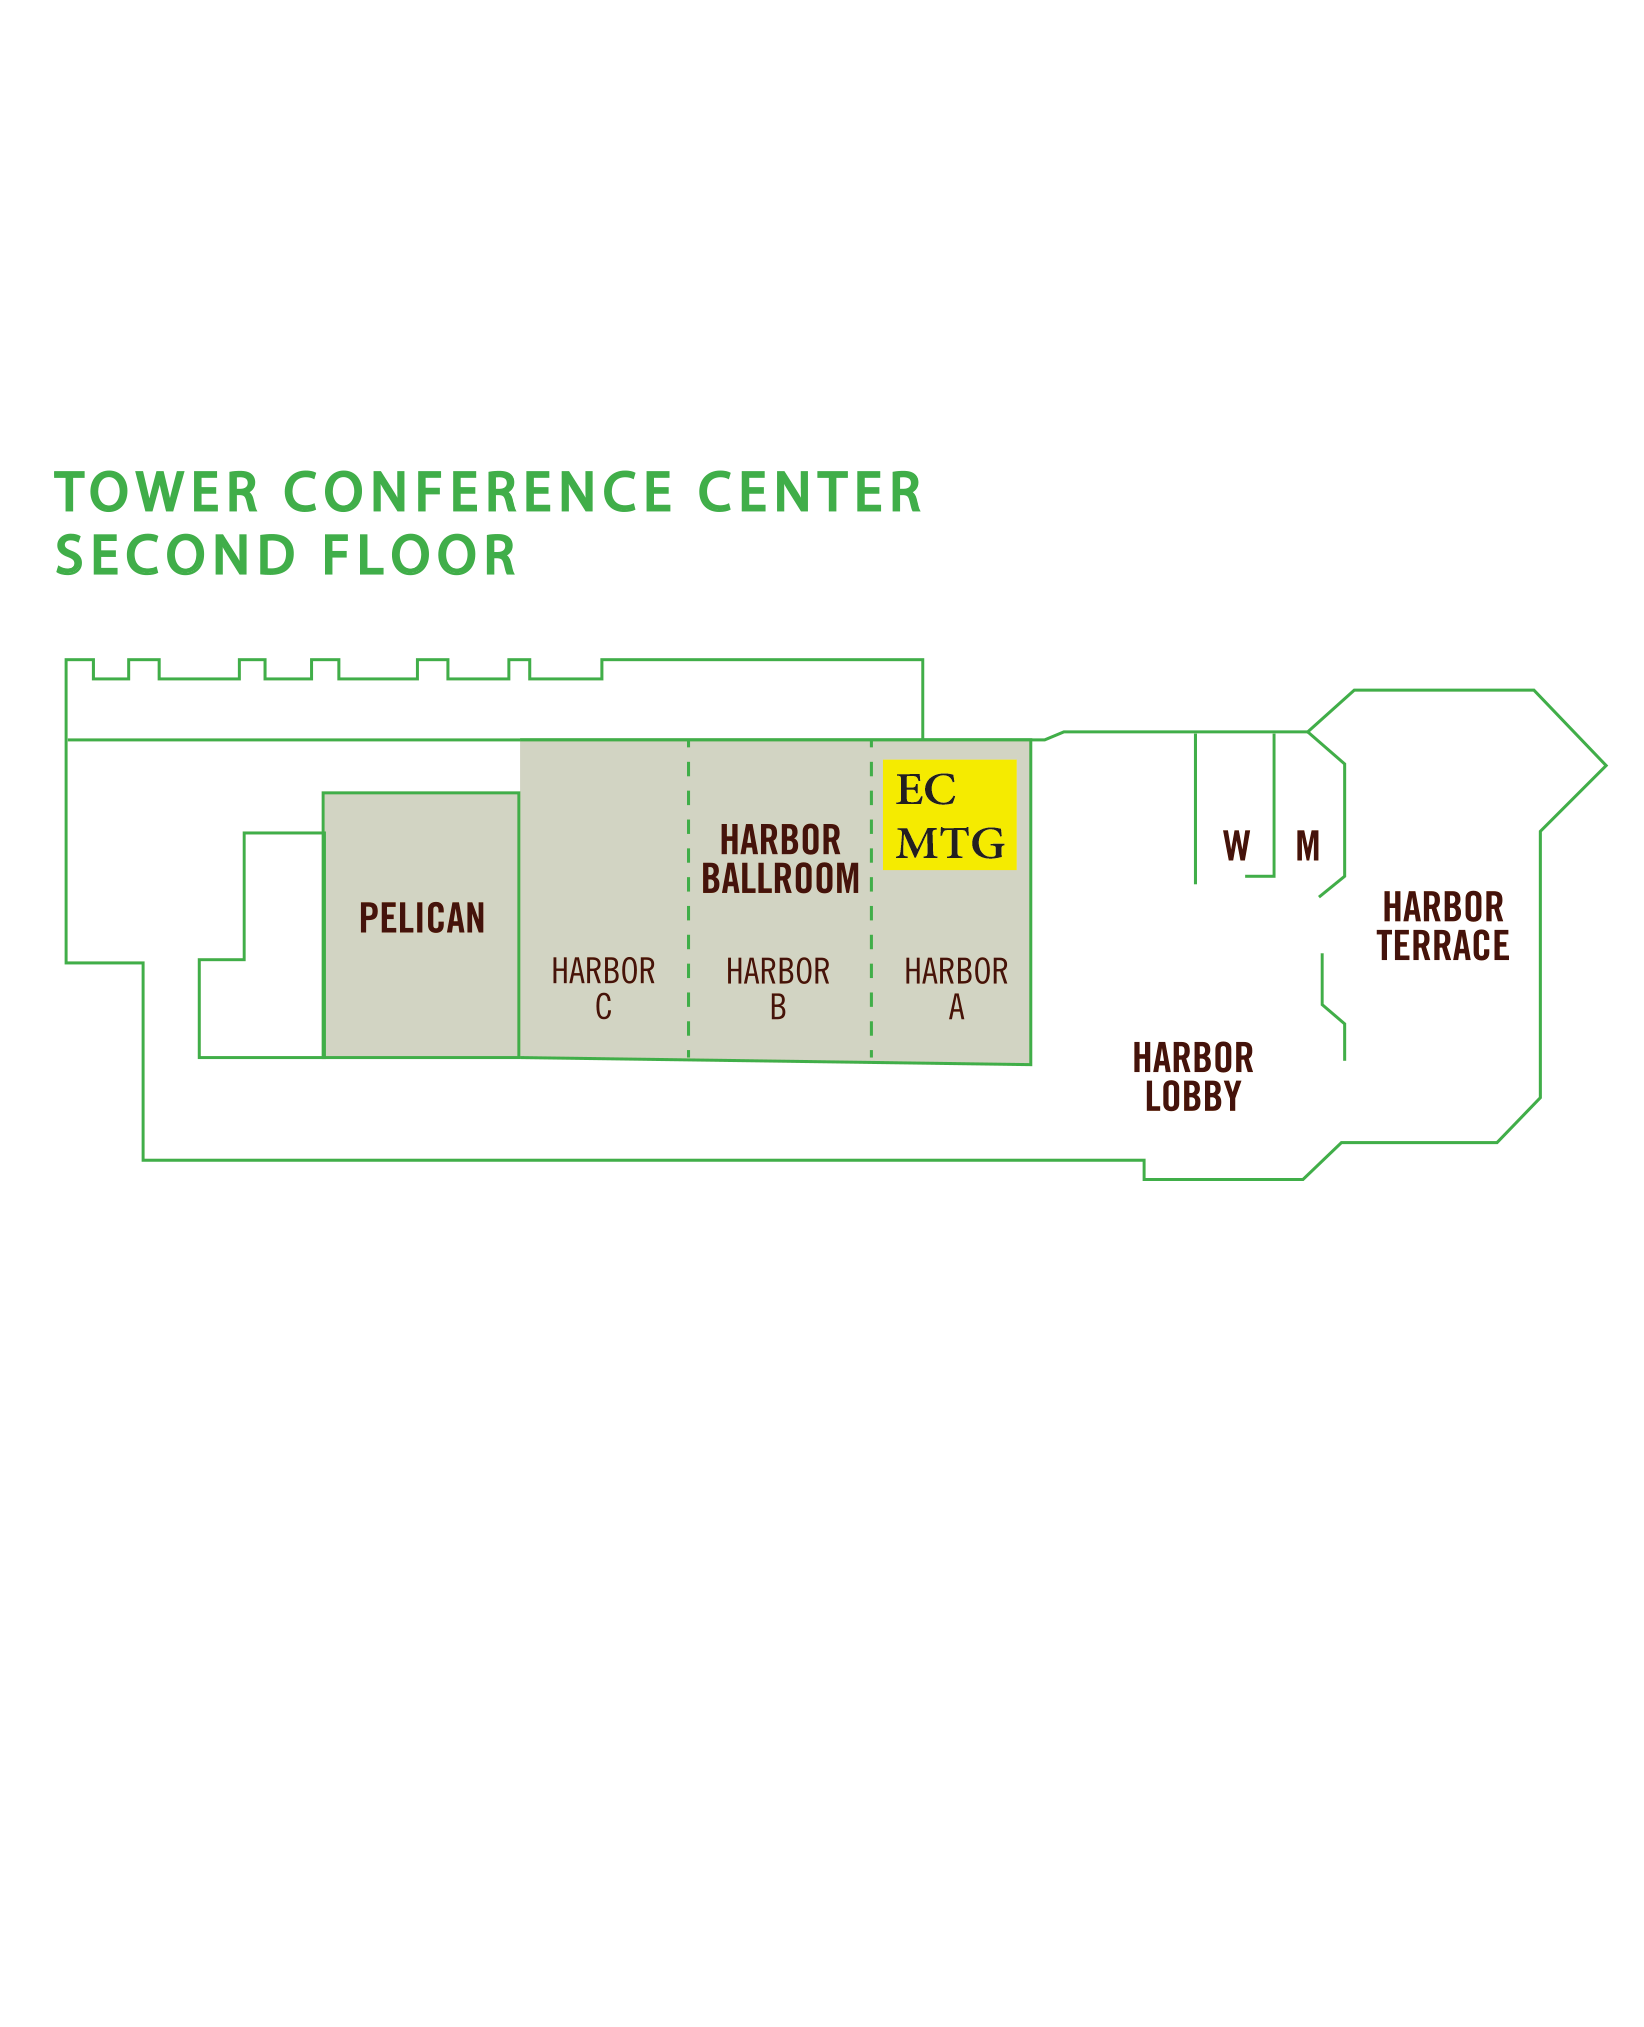 TOWER CONFERENCE CENTER
SECOND FLOOR
EC
MTG
HARBOR
BALLROOM
W
M
PELICAN
HARBOR
TERRACE
HARBOR
C
HARBOR
B
HARBOR
A
HARBOR
LOBBY